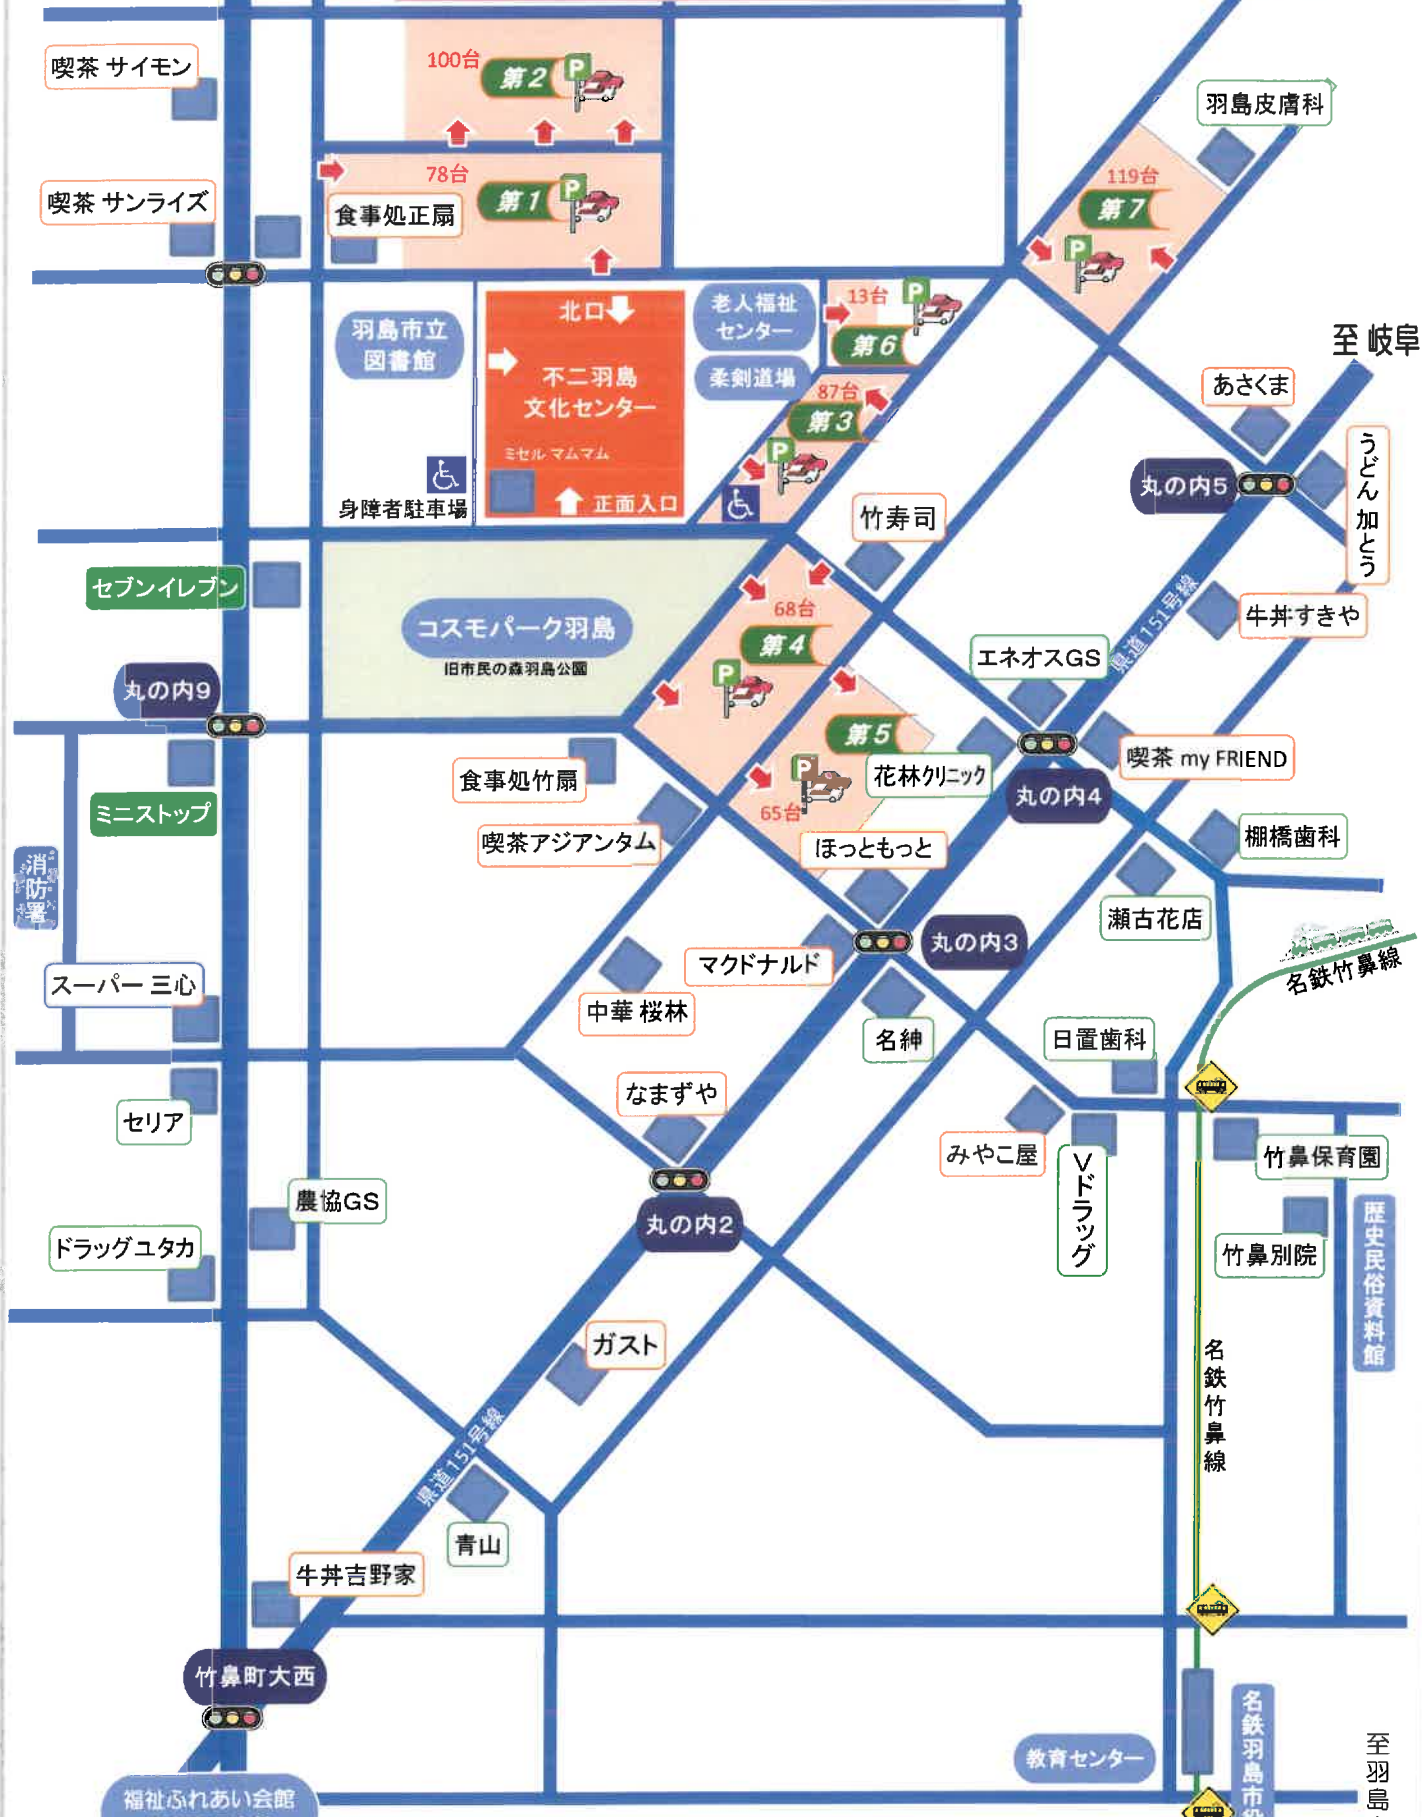 喫茶 サイモン
100台
第2
P
羽島皮膚科
喫茶 サンライズ
78台
第1
P
食事処正扇
119台
第7
P
羽島市立
図書館
北口
不二羽島
文化センター
ミセル マムマム
正面入口
老人福祉
センター
柔剣道場
13台
P
第6
87台
第3
P
身障者駐車場
至 岐阜
あさくま
丸の内5
うどん 加とう
竹寿司
セブンイレブン
コスモパーク羽島
旧市民の森羽島公園
68台
第4
P
県道151号線
牛丼すきや
エネオスGS
丸の内9
第5
P
65台
花林クリニック
喫茶 my FRIEND
丸の内4
食事処竹扇
ミニストップ
喫茶アジアンタム
ほっともっと
棚橋歯科
消防署
瀬古花店
丸の内3
マクドナルド
名鉄竹鼻線
スーパー 三心
中華 桜林
名紳
日置歯科
なまずや
セリア
みやこ屋
Vドラッグ
竹鼻保育園
農協GS
丸の内2
歴史民俗資料館
ドラッグユタカ
竹鼻別院
ガスト
名鉄竹鼻線
県道151号線
青山
牛丼吉野家
竹鼻町大西
教育センター
名鉄羽島市役
至羽島
福祉ふれあい会館